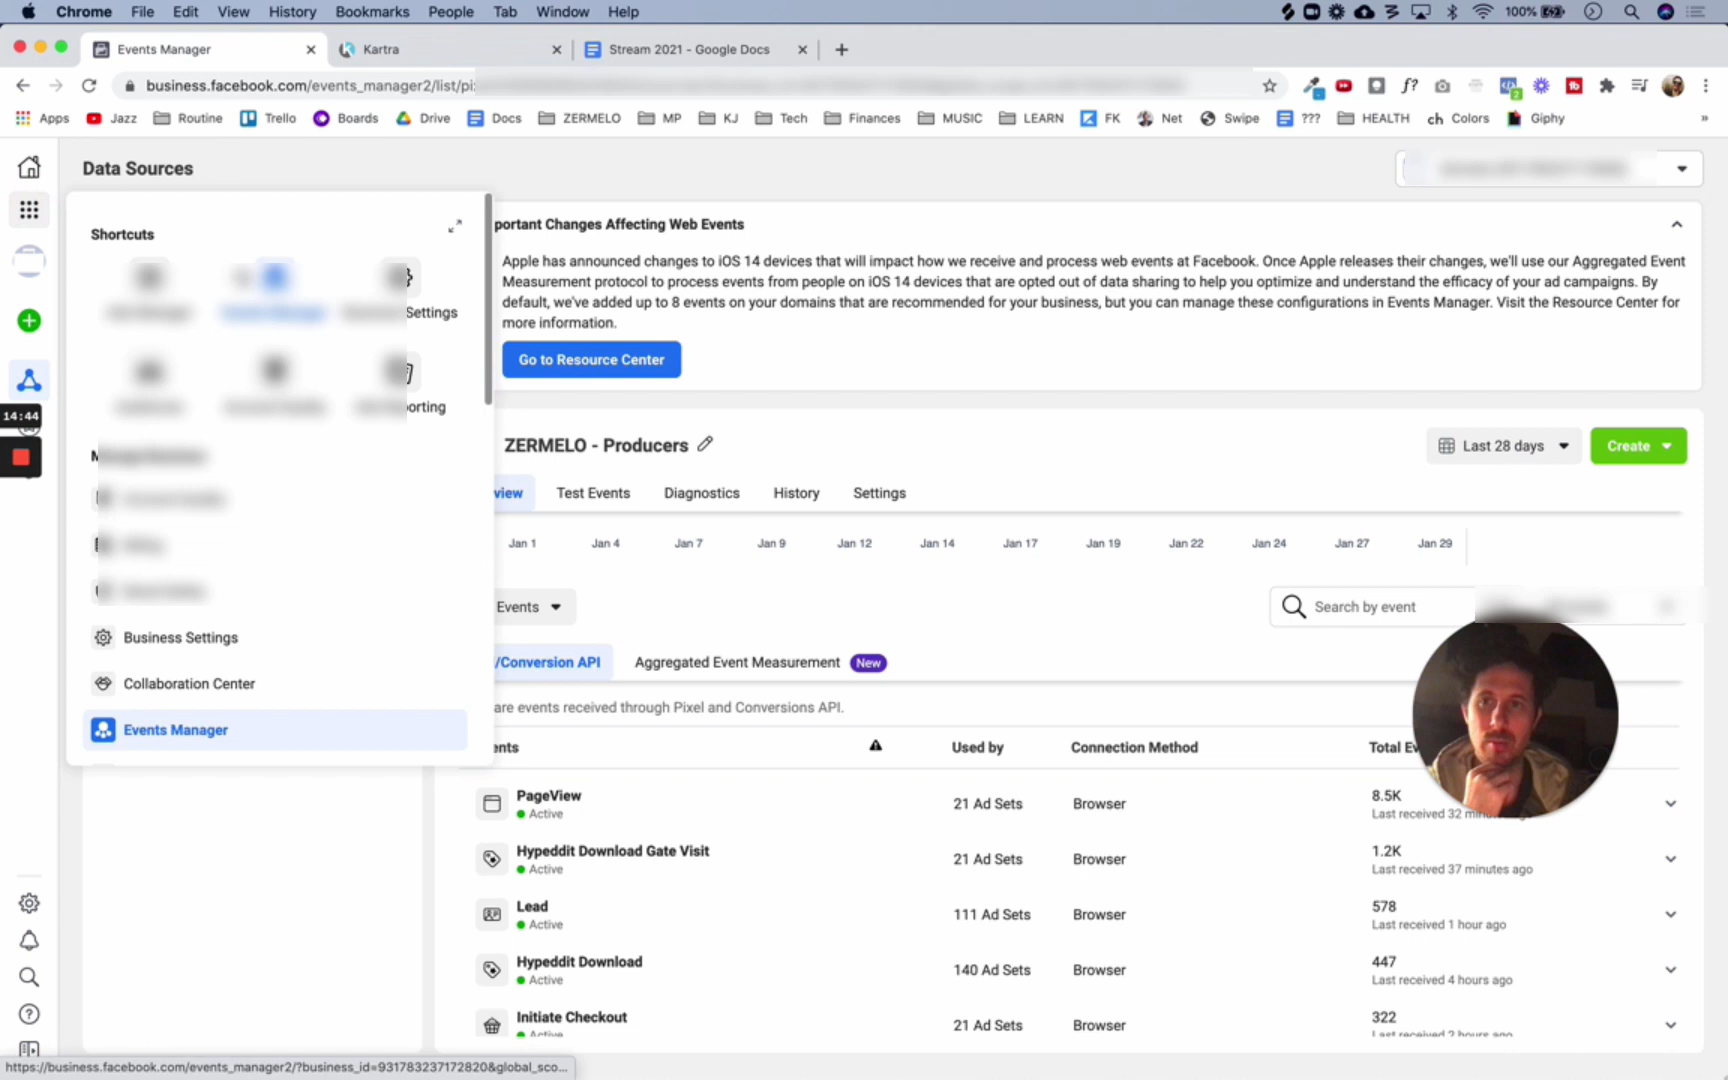 Chrome File Edit View History Bookmarks People Tab Window Help 100%
Events Manager Kartra Stream 2021 - Google Docs
business.facebook.com/events_manager2/list/pi
Apps Jazz Routine Trello Boards Drive Docs ZERMELO MP KJ Tech Finances MUSIC LEARN FK Net Swipe ??? HEALTH ch Colors Giphy »
Data Sources
Shortcuts
Settings
orting
Business Settings
Collaboration Center
Events Manager
14:44
portant Changes Affecting Web Events
Apple has announced changes to iOS 14 devices that will impact how we receive and process web events at Facebook. Once Apple releases their changes, we'll use our Aggregated Event
Measurement protocol to process events from people on iOS 14 devices that are opted out of data sharing to help you optimize and understand the efficacy of your ad campaigns. By
default, we've added up to 8 events on your domains that are recommended for your business, but you can manage these configurations in Events Manager. Visit the Resource Center for
more information.
Go to Resource Center
ZERMELO - Producers Last 28 days Create
view Test Events Diagnostics History Settings
Jan 1 Jan 4 Jan 7 Jan 9 Jan 12 Jan 14 Jan 17 Jan 19 Jan 22 Jan 24 Jan 27 Jan 29
Events Search by event
/Conversion API Aggregated Event Measurement New
are events received through Pixel and Conversions API.
ents Used by Connection Method Total Ev
PageView 21 Ad Sets Browser 8.5K
Active Last received 32 min
Hypeddit Download Gate Visit 21 Ad Sets Browser 1.2K
Active Last received 37 minutes ago
Lead 111 Ad Sets Browser 578
Active Last received 1 hour ago
Hypeddit Download 140 Ad Sets Browser 447
Active Last received 4 hours ago
Initiate Checkout 21 Ad Sets Browser 322
Active Last received 2 hours ago
https://business.facebook.com/events_manager2/?business_id=931783237172820&global_sco...